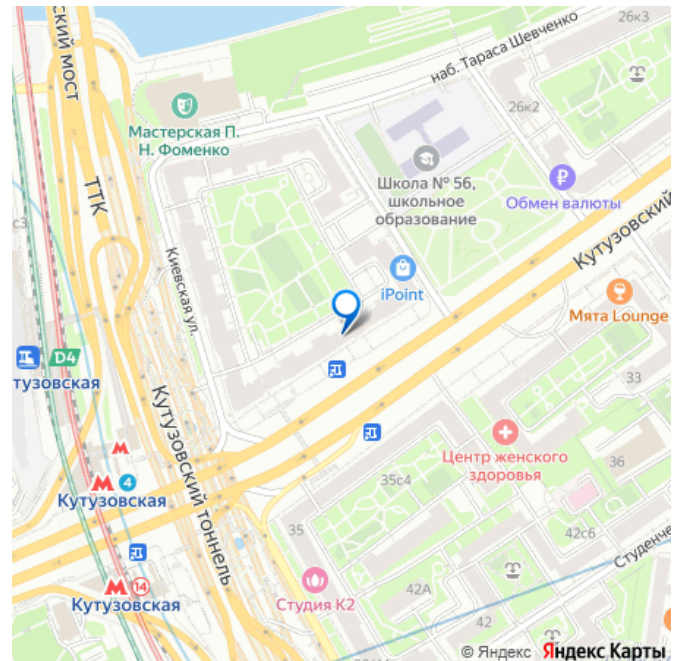 26к3
ский мост
наб. Тараса Шевченко
26к2
Мастерская П.
Н. Фоменко
Школа № 56,
школьное
образование
₽
Обмен валюты
ТТК
с3
Киевская ул.
Кутузовский
iPoint
Мята Lounge
D4
тузовская
33
Кутузовский тоннель
Центр женского
здоровья
36
35с4
М
М 4
Кутузовская
35
42с6
Студенче
М 14
Кутузовская
42А
Студия К2
42
© Яндекс Яндекс Карты